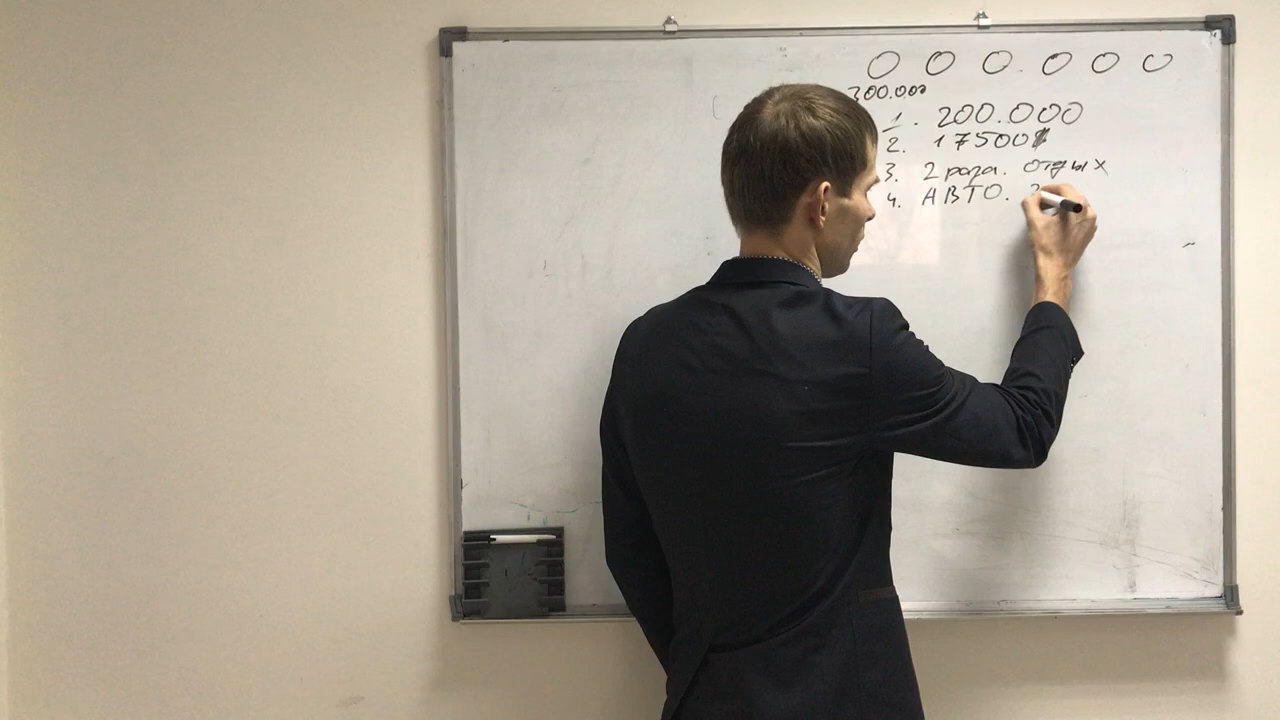 O O O O O O
300.000
1. 200.000
2. 17500
3. 2 раза. отдых
4. АВТО.